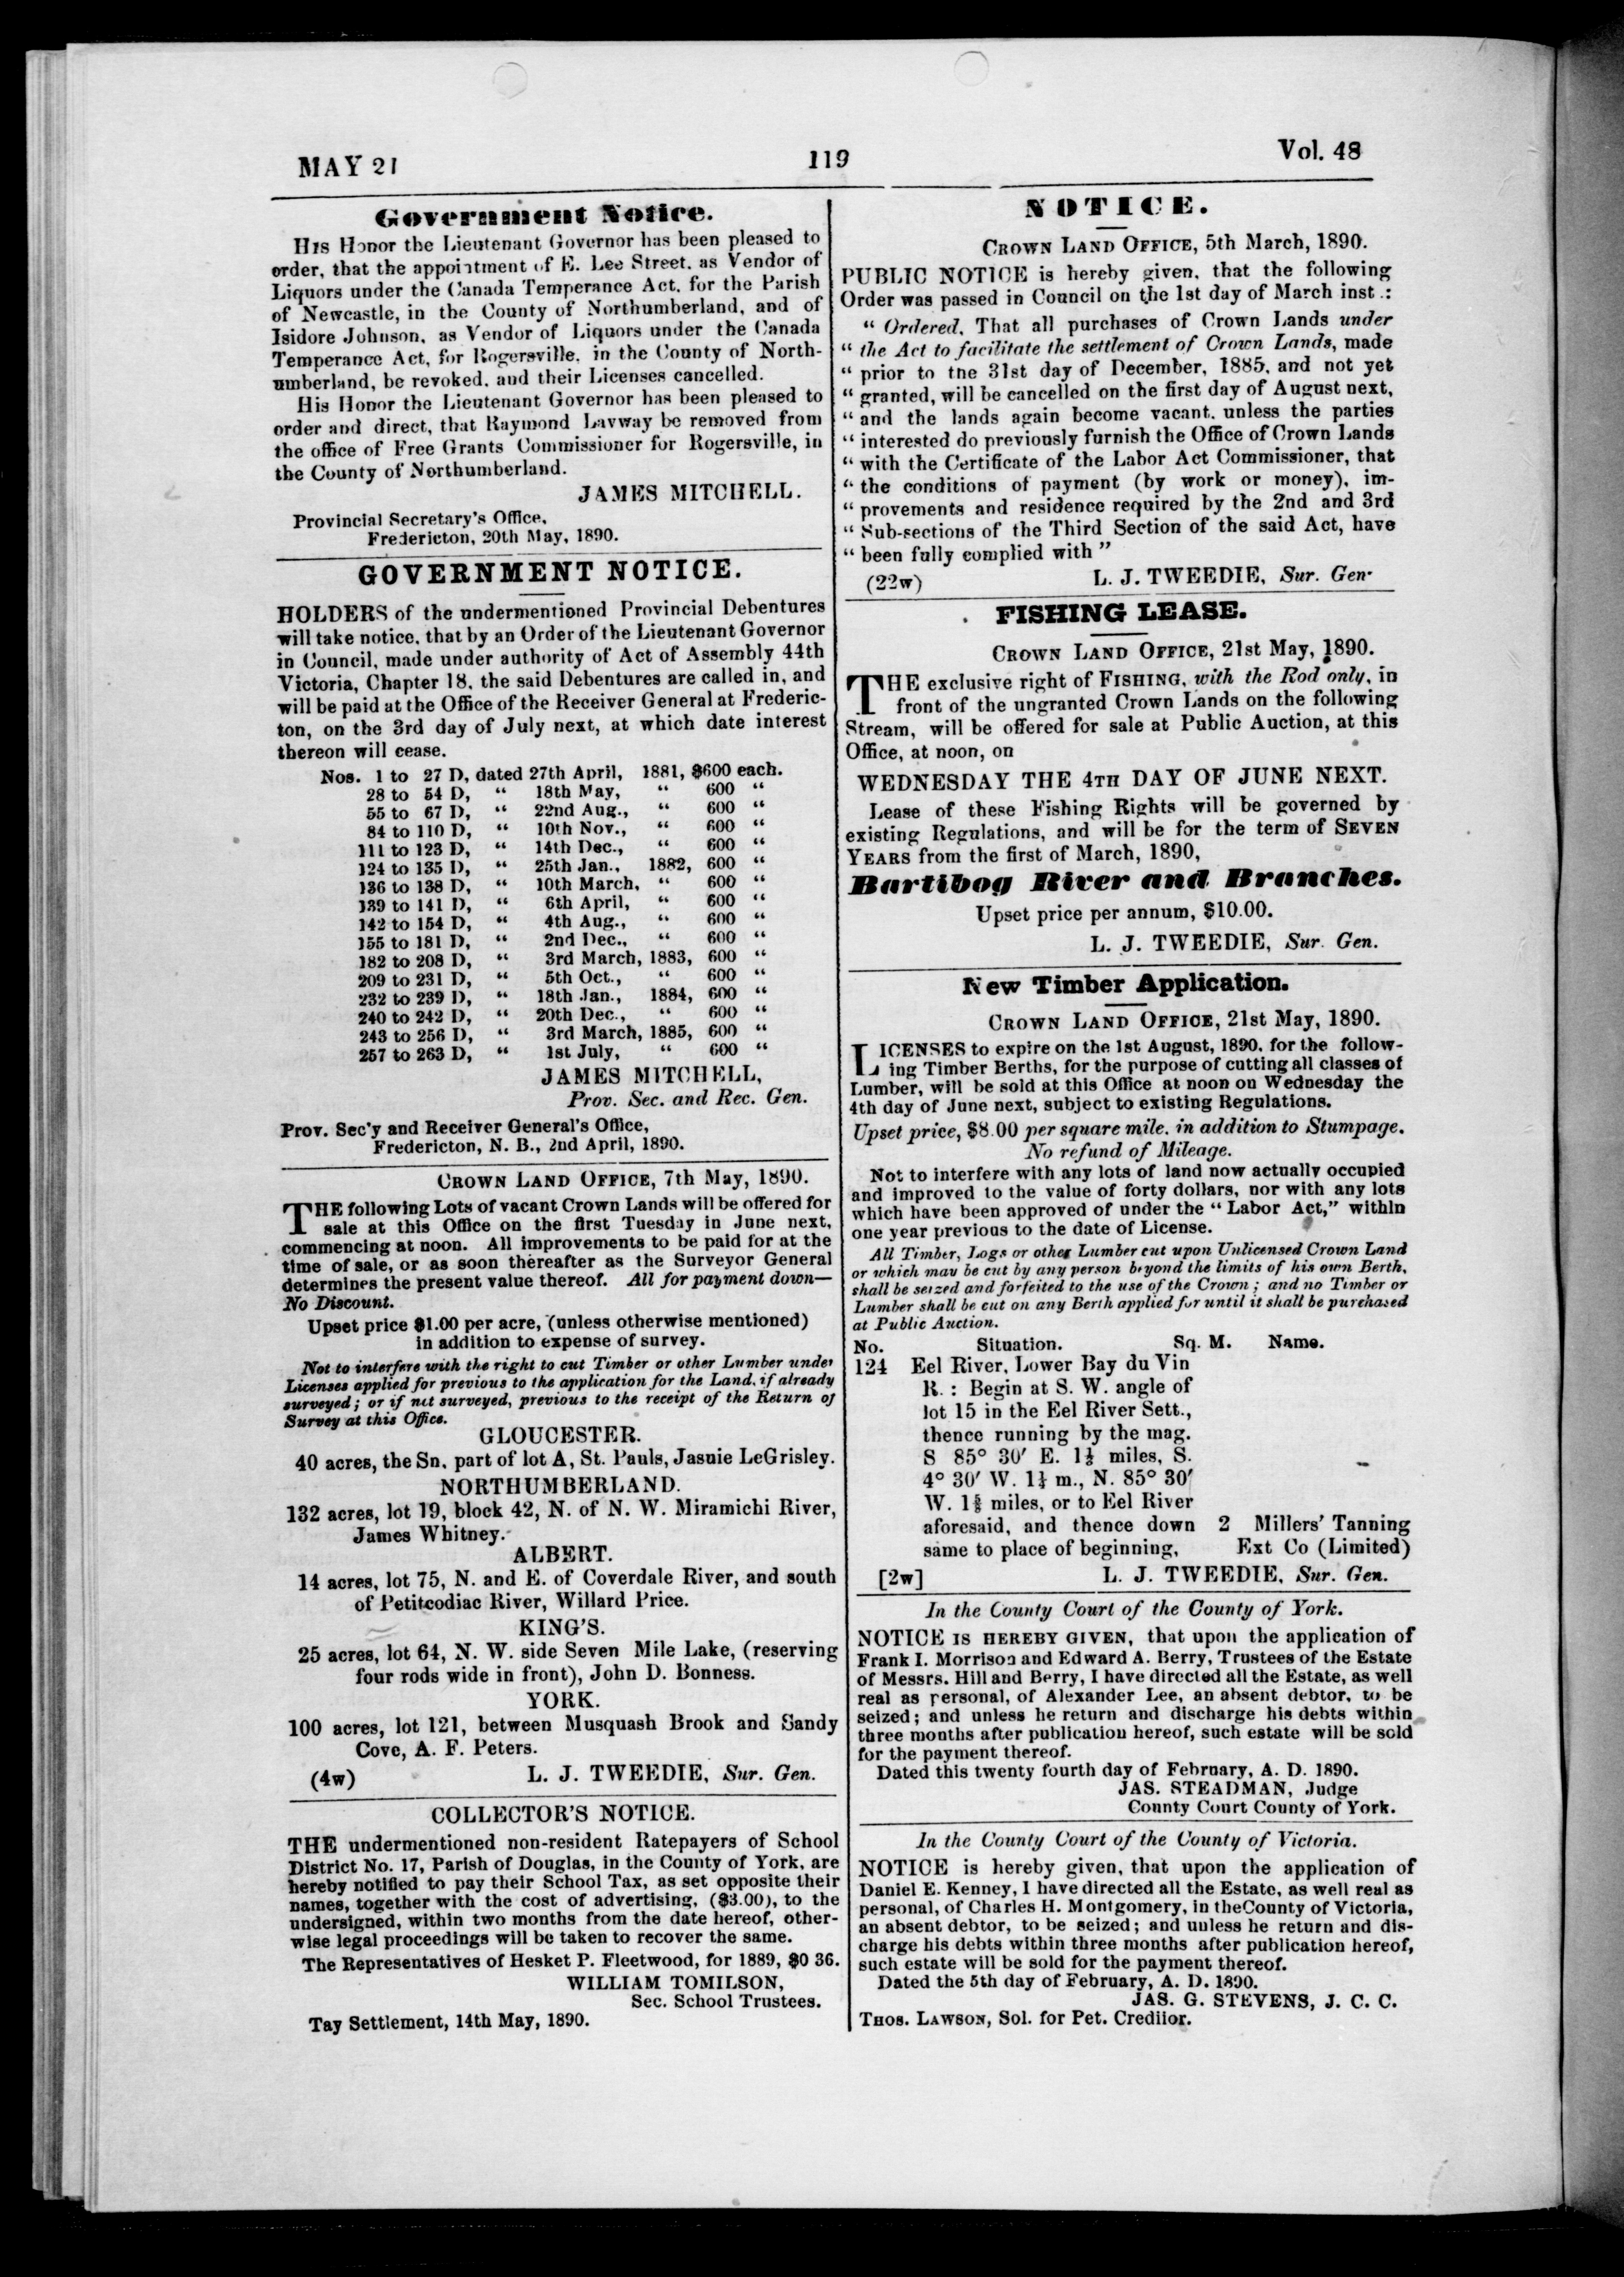 MAY 21
119
Vol. 48
Government Notice.
HIS Honor the Lieutenant Governor has been pleased to
order, that the appointment of E. Lee Street, as Vendor of
Liquors under the Canada Temperance Act, for the Parish
of Newcastle, in the County of Northumberland, and of
Isidore Johnson, as Vendor of Liquors under the Canada
Temperance Act, for Rogersville, in the County of North-
umberland, be revoked, and their Licenses cancelled.
His Honor the Lieutenant Governor has been pleased to
order and direct, that Raymond Lavway be removed from
the office of Free Grants Commissioner for Rogersville, in
the County of Northumberland.
JAMES MITCHELL.
Provincial Secretary's Office,
Fredericton, 20th May, 1890.
GOVERNMENT NOTICE.
HOLDERS of the undermentioned Provincial Debentures
will take notice, that by an Order of the Lieutenant Governor
in Council, made under authority of Act of Assembly 44th
Victoria, Chapter 18, the said Debentures are called in, and
will be paid at the Office of the Receiver General at Frederic-
ton, on the 3rd day of July next, at which date interest
thereon will cease.
Nos. 1 to 27 D, dated 27th April, 1881, $600 each.
28 to 54 D, " 18th May, " 600 "
55 to 67 D, " 22nd Aug., " 600 "
84 to 110 D, " 10th Nov., " 600 "
111 to 123 D, " 14th Dec., " 600 "
124 to 135 D, " 25th Jan., 1882, 600 "
136 to 138 D, " 10th March, " 600 "
139 to 141 D, " 6th April, " 600 "
142 to 154 D, " 4th Aug., " 600 "
155 to 181 D, " 2nd Dec., " 600 "
182 to 208 D, " 3rd March, 1883, 600 "
209 to 231 D, " 5th Oct., " 600 "
232 to 239 D, " 18th Jan., 1884, 600 "
240 to 242 D, " 20th Dec., " 600 "
243 to 256 D, " 3rd March, 1885, 600 "
257 to 263 D, " 1st July, " 600 "
JAMES MITCHELL,
Prov. Sec. and Rec. Gen.
Prov. Sec'y and Receiver General's Office,
Fredericton, N. B., 2nd April, 1890.
CROWN LAND OFFICE, 7th May, 1890.
THE following Lots of vacant Crown Lands will be offered for
sale at this Office on the first Tuesday in June next,
commencing at noon. All improvements to be paid for at the
time of sale, or as soon thereafter as the Surveyor General
determines the present value thereof. All for payment down—
No Discount.
Upset price $1.00 per acre, (unless otherwise mentioned)
in addition to expense of survey.
Not to interfere with the right to cut Timber or other Lumber under
Licenses applied for previous to the application for the Land, if already
surveyed; or if not surveyed, previous to the receipt of the Return of
Survey at this Office.
GLOUCESTER.
40 acres, the Sn. part of lot A, St. Pauls, Jasuie LeGrisley.
NORTHUMBERLAND.
132 acres, lot 19, block 42, N. of N. W. Miramichi River,
James Whitney.
ALBERT.
14 acres, lot 75, N. and E. of Coverdale River, and south
of Petitcodiac River, Willard Price.
KING'S.
25 acres, lot 64, N. W. side Seven Mile Lake, (reserving
four rods wide in front), John D. Bonness.
YORK.
100 acres, lot 121, between Musquash Brook and Sandy
Cove, A. F. Peters.
(4w) L. J. TWEEDIE, Sur. Gen.
COLLECTOR'S NOTICE.
THE undermentioned non-resident Ratepayers of School
District No. 17, Parish of Douglas, in the County of York, are
hereby notified to pay their School Tax, as set opposite their
names, together with the cost of advertising, ($3.00), to the
undersigned, within two months from the date hereof, other-
wise legal proceedings will be taken to recover the same.
The Representatives of Hesket P. Fleetwood, for 1889, $0 36.
WILLIAM TOMILSON,
Sec. School Trustees.
Tay Settlement, 14th May, 1890.
NOTICE.
CROWN LAND OFFICE, 5th March, 1890.
PUBLIC NOTICE is hereby given, that the following
Order was passed in Council on the 1st day of March inst.:
" Ordered, That all purchases of Crown Lands under
" the Act to facilitate the settlement of Crown Lands, made
" prior to tne 31st day of December, 1885, and not yet
" granted, will be cancelled on the first day of August next,
" and the lands again become vacant, unless the parties
" interested do previously furnish the Office of Crown Lands
" with the Certificate of the Labor Act Commissioner, that
" the conditions of payment (by work or money), im-
" provements and residence required by the 2nd and 3rd
" Sub-sections of the Third Section of the said Act, have
" been fully complied with "
(22w) L. J. TWEEDIE, Sur. Gen.
FISHING LEASE.
CROWN LAND OFFICE, 21st May, 1890.
THE exclusive right of FISHING, with the Rod only, in
front of the ungranted Crown Lands on the following
Stream, will be offered for sale at Public Auction, at this
Office, at noon, on
WEDNESDAY THE 4TH DAY OF JUNE NEXT.
Lease of these Fishing Rights will be governed by
existing Regulations, and will be for the term of SEVEN
YEARS from the first of March, 1890,
Bartibog River and Branches.
Upset price per annum, $10.00.
L. J. TWEEDIE, Sur. Gen.
New Timber Application.
CROWN LAND OFFICE, 21st May, 1890.
LICENSES to expire on the 1st August, 1890, for the follow-
ing Timber Berths, for the purpose of cutting all classes of
Lumber, will be sold at this Office at noon on Wednesday the
4th day of June next, subject to existing Regulations.
Upset price, $8.00 per square mile, in addition to Stumpage.
No refund of Mileage.
Not to interfere with any lots of land now actually occupied
and improved to the value of forty dollars, nor with any lots
which have been approved of under the " Labor Act," within
one year previous to the date of License.
All Timber, Logs or other Lumber cut upon Unlicensed Crown Land
or which may be cut by any person beyond the limits of his own Berth,
shall be seized and forfeited to the use of the Crown; and no Timber or
Lumber shall be cut on any Berth applied for until it shall be purchased
at Public Auction.
No. Situation. Sq. M. Name.
124 Eel River, Lower Bay du Vin
R. : Begin at S. W. angle of
lot 15 in the Eel River Sett.,
thence running by the mag.
S 85° 30' E. 1½ miles, S.
4° 30' W. 1¼ m., N. 85° 30'
W. 1⅝ miles, or to Eel River
aforesaid, and thence down 2 Millers' Tanning
same to place of beginning, Ext Co (Limited)
[2w] L. J. TWEEDIE, Sur. Gen.
In the County Court of the County of York.
NOTICE IS HEREBY GIVEN, that upon the application of
Frank I. Morrison and Edward A. Berry, Trustees of the Estate
of Messrs. Hill and Berry, I have directed all the Estate, as well
real as personal, of Alexander Lee, an absent debtor, to be
seized; and unless he return and discharge his debts within
three months after publication hereof, such estate will be sold
for the payment thereof.
Dated this twenty fourth day of February, A. D. 1890.
JAS. STEADMAN, Judge
County Court County of York.
In the County Court of the County of Victoria.
NOTICE is hereby given, that upon the application of
Daniel E. Kenney, I have directed all the Estate, as well real as
personal, of Charles H. Montgomery, in theCounty of Victoria,
an absent debtor, to be seized; and unless he return and dis-
charge his debts within three months after publication hereof,
such estate will be sold for the payment thereof.
Dated the 5th day of February, A. D. 1890.
JAS. G. STEVENS, J. C. C.
THOS. LAWSON, Sol. for Pet. Creditor.